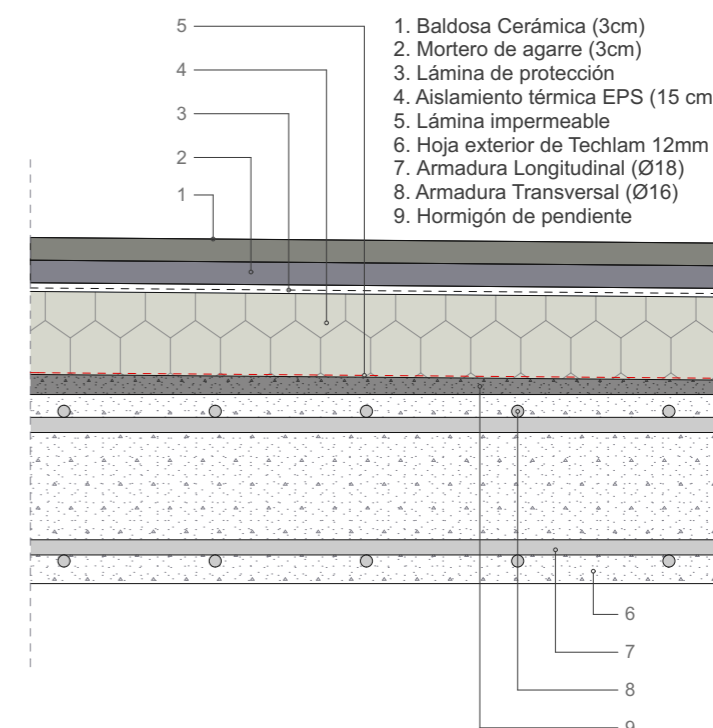 1. Baldosa Cerámica (3cm)
2. Mortero de agarre (3cm)
3. Lámina de protección
4. Aislamiento térmica EPS (15 cm
5. Lámina impermeable
6. Hoja exterior de Techlam 12mm
7. Armadura Longitudinal (Ø18)
8. Armadura Transversal (Ø16)
9. Hormigón de pendiente
5
4
3
2
1
6
7
8
9